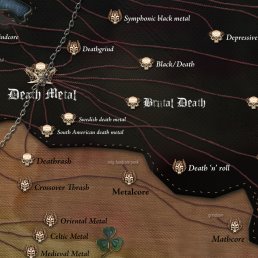 Symphonic black metal
ndcore
Deathgrind
Depressive
Black/Death
Death Metal
Brutal Death
Swedish death metal
South American death metal
Deathrash
Death 'n' roll
Crossover Thrash
Metalcore
Oriental Metal
Celtic Metal
Mathcore
Medieval Metal